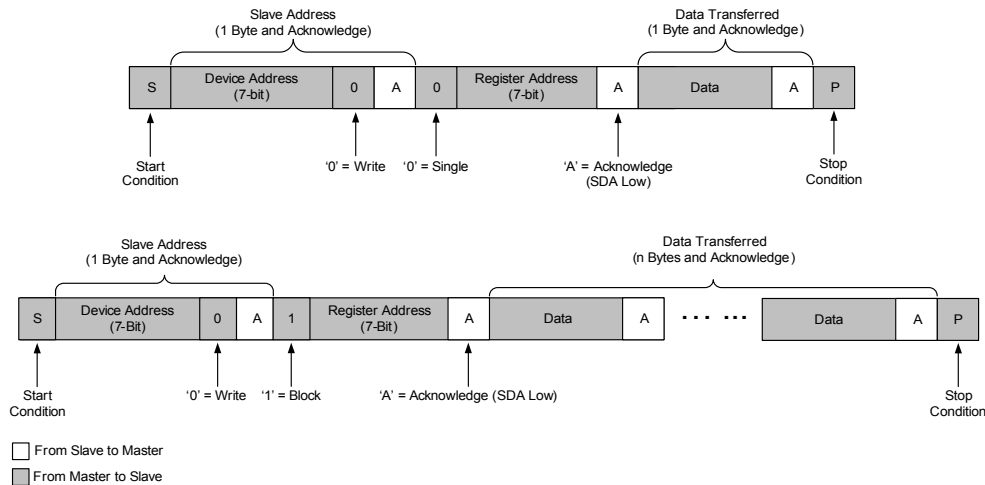 Slave Address
(1 Byte and Acknowledge)
Data Transferred
(1 Byte and Acknowledge)
S
Device Address
(7-bit)
0
A
0
Register Address
(7-bit)
A
Data
A
P
Start
Condition
‘0’ = Write
‘0’ = Single
‘A’ = Acknowledge
(SDA Low)
Stop
Condition
Slave Address
(1 Byte and Acknowledge)
Data Transferred
(n Bytes and Acknowledge)
S
Device Address
(7-Bit)
0
A
1
Register Address
(7-Bit)
A
Data
A
... ...
Data
A
P
Start
Condition
‘0’ = Write
‘1’ = Block
‘A’ = Acknowledge (SDA Low)
Stop
Condition
From Slave to Master
From Master to Slave